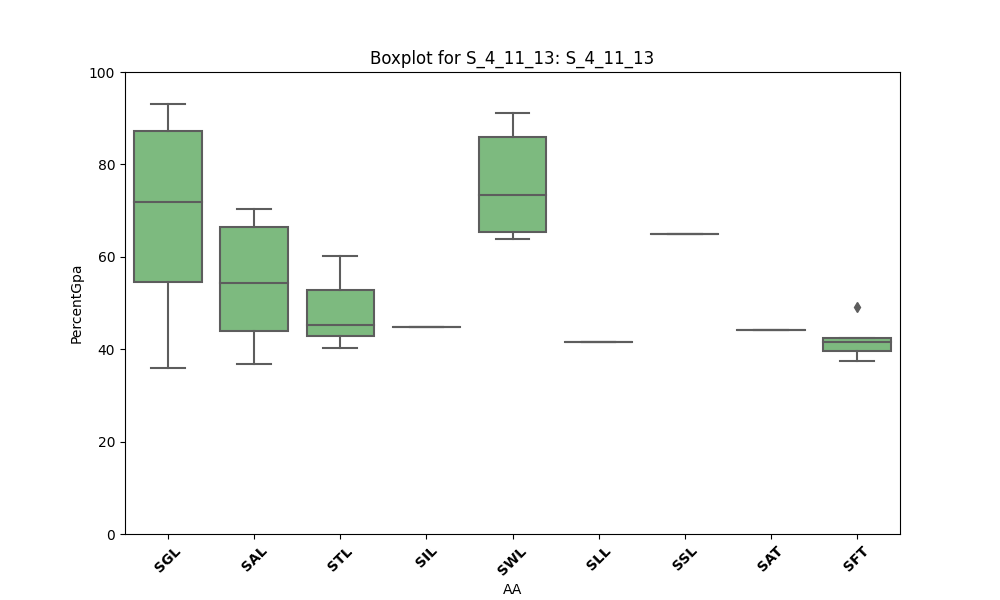 Boxplot for S_4_11_13: S_4_11_13
100
80
60
40
20
0
PercentGpa
SGL SAL STL SIL SWL SLL SSL SAT SFT
AA